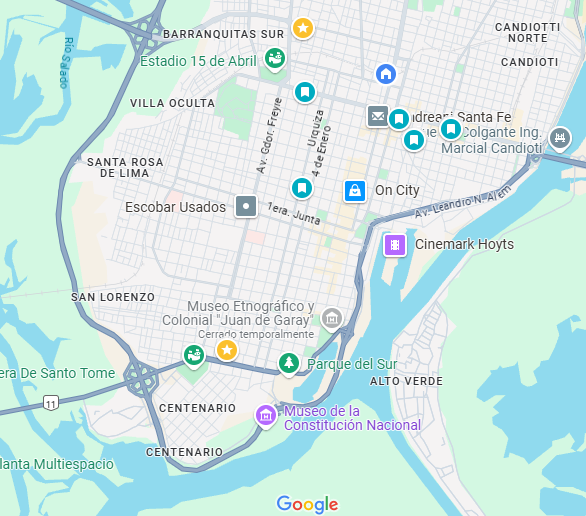 CANDIOTTI
NORTE
BARRANQUITAS SUR
Río Salado
Estadio 15 de Abril
CANDIOTI
VILLA OCULTA
Av. Gdor. Freyre
Urquiza
4 de Enero
Andreani Santa Fe
Colgante Ing.
Marcial Candioti
SANTA ROSA
DE LIMA
On City
Escobar Usados
1era. Junta
Av. Leandro N. Alem
Cinemark Hoyts
SAN LORENZO
Museo Etnográfico y
Colonial "Juan de Garay"
Cerrado temporalmente
era De Santo Tome
Parque del Sur
ALTO VERDE
11
CENTENARIO
Museo de la
Constitución Nacional
CENTENARIO
lanta Multiespacio
Google